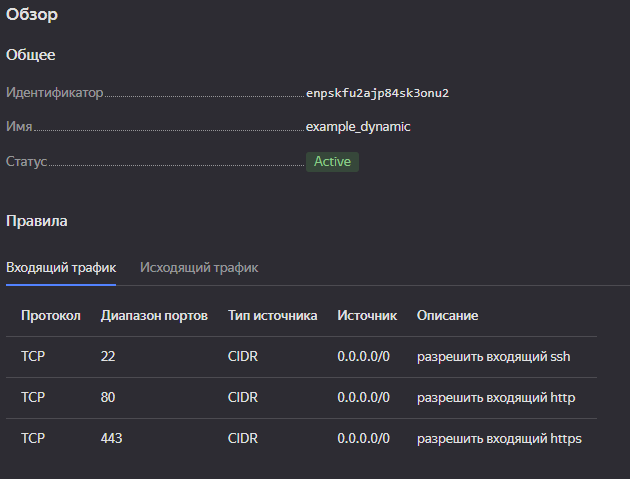 Обзор
Общее
Идентификатор enpskfu2ajp84sk3onu2
Имя example_dynamic
Статус Active
Правила
Входящий трафик Исходящий трафик
Протокол Диапазон портов Тип источника Источник Описание
TCP 22 CIDR 0.0.0.0/0 разрешить входящий ssh
TCP 80 CIDR 0.0.0.0/0 разрешить входящий http
TCP 443 CIDR 0.0.0.0/0 разрешить входящий https